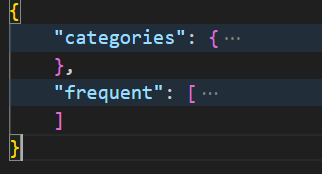 {
    "categories": { ···
    },
    "frequent": [ ···
    ]
}